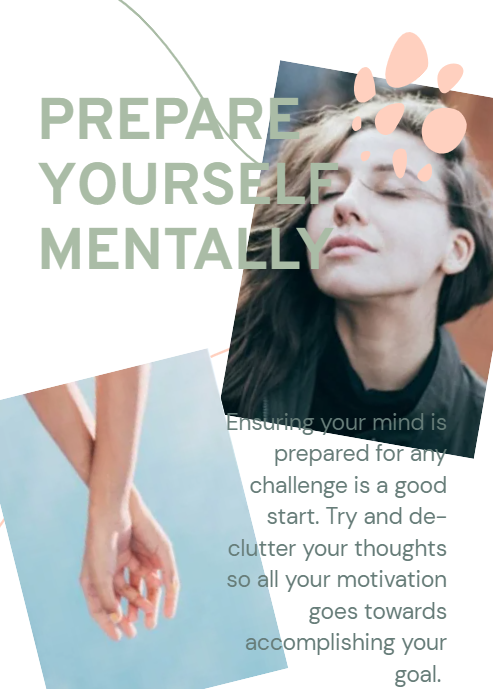 PREPARE
YOURSELF
MENTALLY
Ensuring your mind is
prepared for any
challenge is a good
start. Try and de-
clutter your thoughts
so all your motivation
goes towards
accomplishing your
goal.